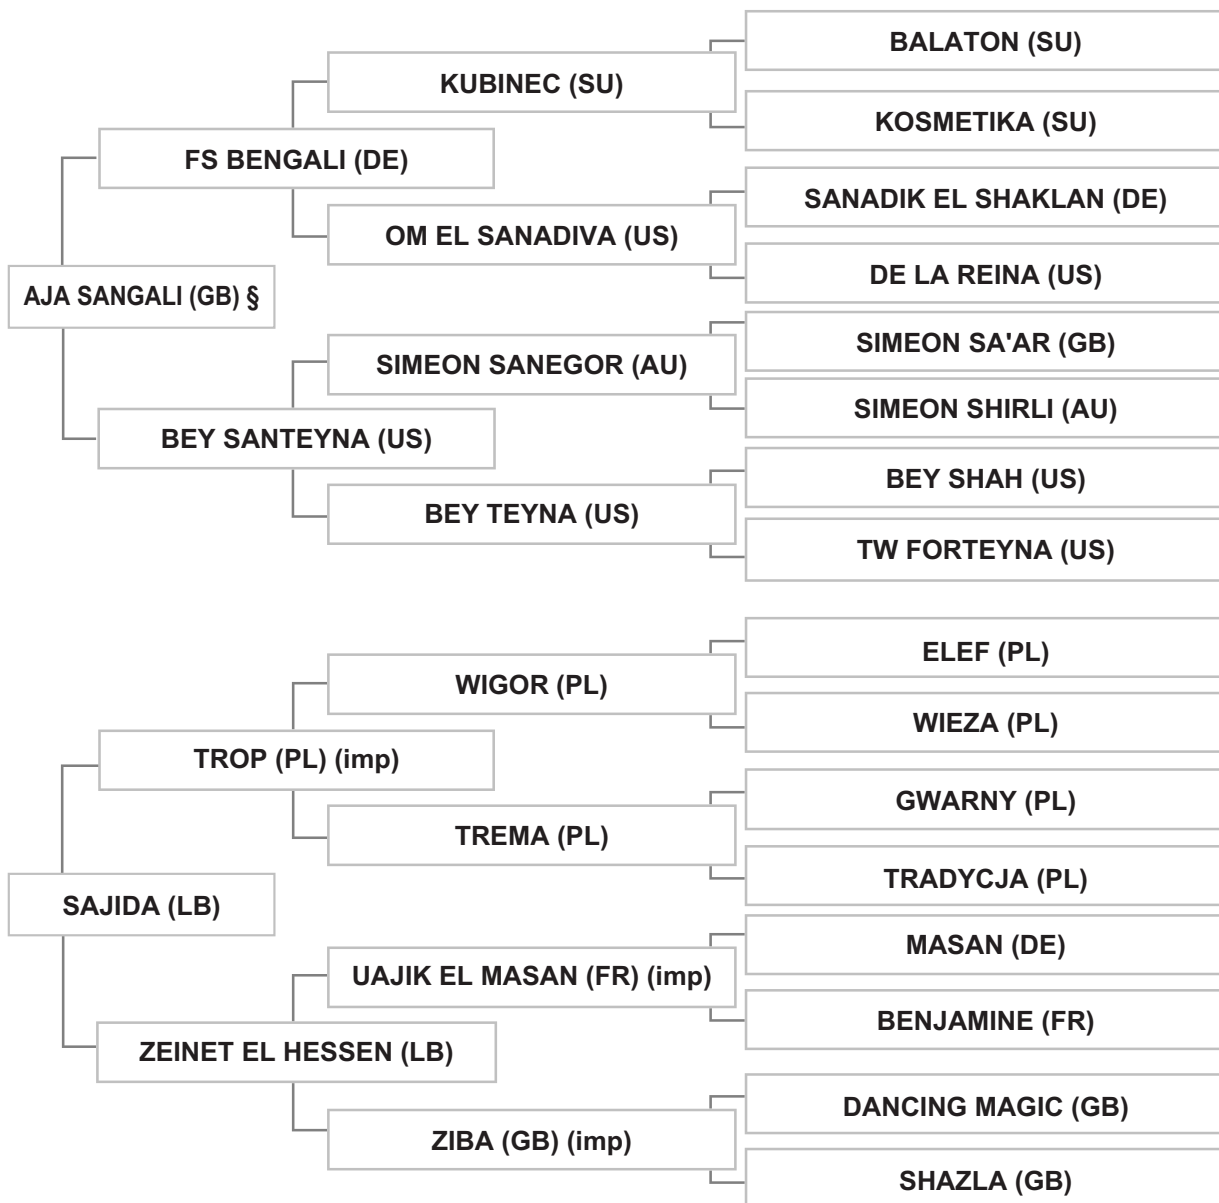 BALATON (SU)
KUBINEC (SU)
KOSMETIKA (SU)
FS BENGALI (DE)
SANADIK EL SHAKLAN (DE)
OM EL SANADIVA (US)
DE LA REINA (US)
AJA SANGALI (GB) §
SIMEON SA'AR (GB)
SIMEON SANEGOR (AU)
SIMEON SHIRLI (AU)
BEY SANTEYNA (US)
BEY SHAH (US)
BEY TEYNA (US)
TW FORTEYNA (US)
ELEF (PL)
WIGOR (PL)
WIEZA (PL)
TROP (PL) (imp)
GWARNY (PL)
TREMA (PL)
TRADYCJA (PL)
SAJIDA (LB)
MASAN (DE)
UAJIK EL MASAN (FR) (imp)
BENJAMINE (FR)
ZEINET EL HESSEN (LB)
DANCING MAGIC (GB)
ZIBA (GB) (imp)
SHAZLA (GB)